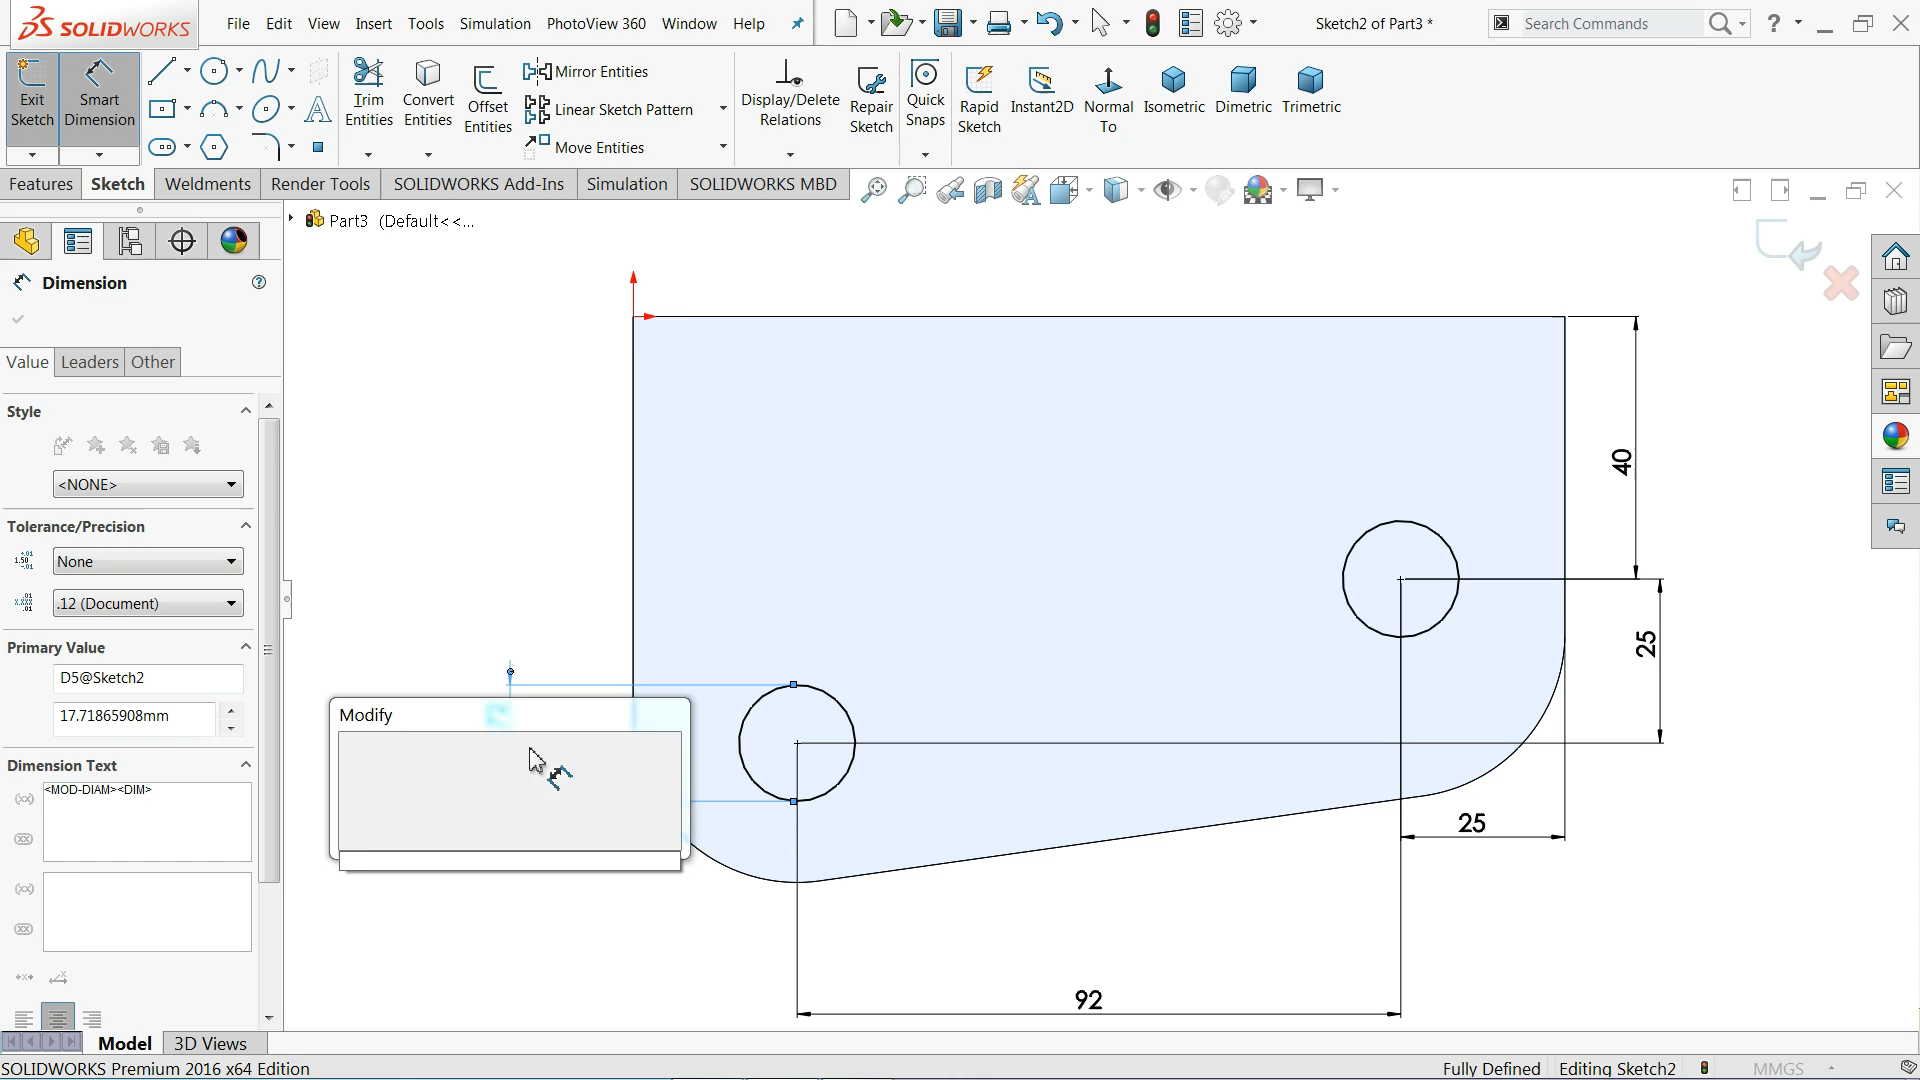 SOLIDWORKS File Edit View Insert Tools Simulation PhotoView 360 Window Help Sketch2 of Part3 * Search Commands ?
Exit Sketch
Smart Dimension
Trim Entities
Convert Entities
Offset Entities
Mirror Entities
Linear Sketch Pattern
Move Entities
Display/Delete Relations
Repair Sketch
Quick Snaps
Rapid Sketch
Instant2D
Normal To
Isometric
Dimetric
Trimetric
Features Sketch Weldments Render Tools SOLIDWORKS Add-Ins Simulation SOLIDWORKS MBD
Part3 (Default<<...
Dimension ?
Value Leaders Other
Style
<NONE>
Tolerance/Precision
None
.12 (Document)
Primary Value
D5@Sketch2
17.71865908mm
Dimension Text
<MOD-DIAM><DIM>
Modify
40
25
25
92
Model 3D Views
SOLIDWORKS Premium 2016 x64 Edition Fully Defined Editing Sketch2 MMGS